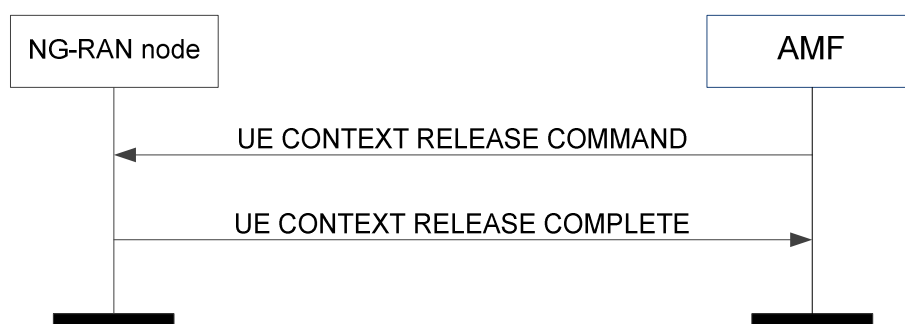 NG-RAN node
AMF
UE CONTEXT RELEASE COMMAND
UE CONTEXT RELEASE COMPLETE